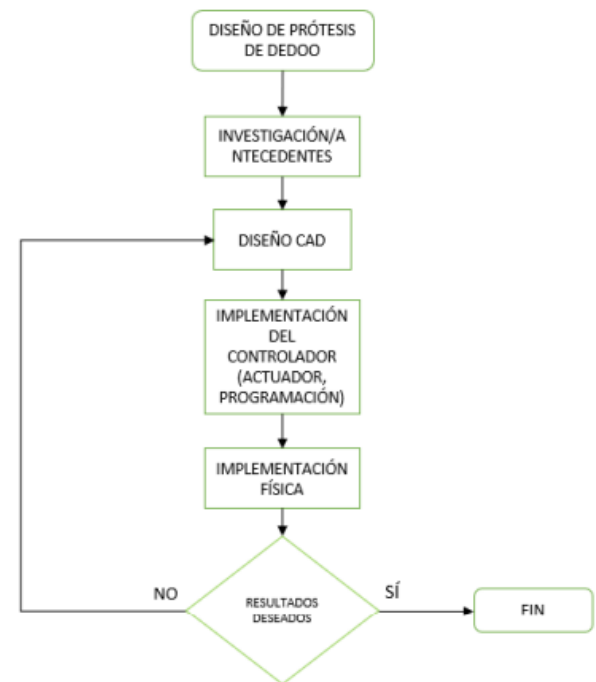 DISEÑO DE PRÓTESIS
DE DEDOO
INVESTIGACIÓN/A
NTECEDENTES
DISEÑO CAD
IMPLEMENTACIÓN
DEL
CONTROLADOR
(ACTUADOR,
PROGRAMACIÓN)
IMPLEMENTACIÓN
FÍSICA
RESULTADOS
DESEADOS
NO
SÍ
FIN